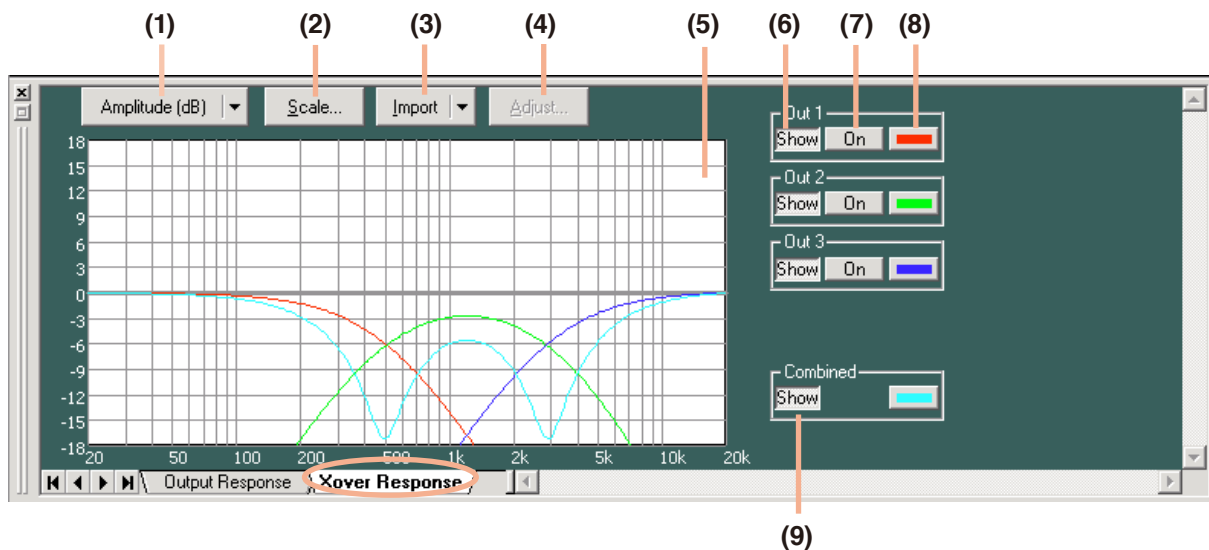 (1) (2) (3) (4) (5) (6) (7) (8)
Amplitude (dB) Scale... Import Adjust...
Out 1
Show On
Out 2
Show On
Out 3
Show On
Combined
Show
18
15
12
9
6
3
0
-3
-6
-9
-12
-15
-18
20 50 100 200 500 1k 2k 5k 10k 20k
Output Response Xover Response
(9)